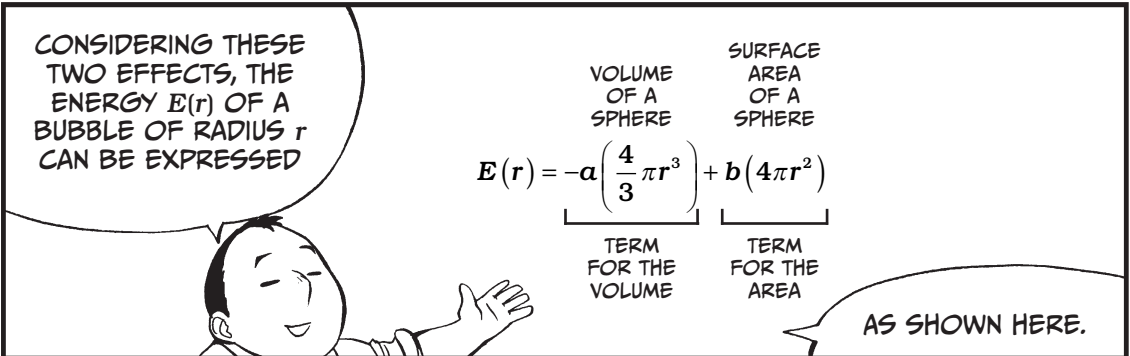 CONSIDERING THESE
TWO EFFECTS, THE
ENERGY E(r) OF A
BUBBLE OF RADIUS r
CAN BE EXPRESSED
VOLUME
OF A
SPHERE
SURFACE
AREA
OF A
SPHERE
E(r) = −a(4/3 πr³) + b(4πr²)
TERM
FOR THE
VOLUME
TERM
FOR THE
AREA
AS SHOWN HERE.